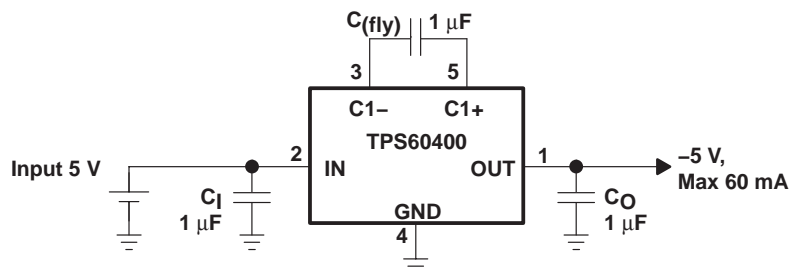 C(fly) 1 μF
3 5
C1− C1+
TPS60400
Input 5 V 2 IN OUT 1 −5 V,
Max 60 mA
CI
1 μF
GND
4
CO
1 μF